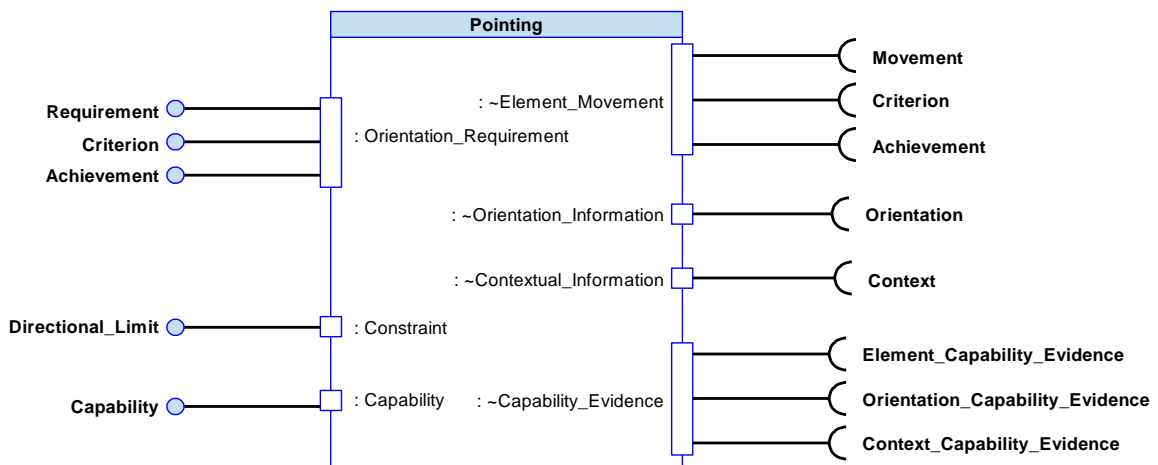 Pointing
Requirement
Criterion
Achievement
: Orientation_Requirement
Directional_Limit
: Constraint
Capability
: Capability
: ~Element_Movement
Movement
Criterion
Achievement
: ~Orientation_Information
Orientation
: ~Contextual_Information
Context
: ~Capability_Evidence
Element_Capability_Evidence
Orientation_Capability_Evidence
Context_Capability_Evidence